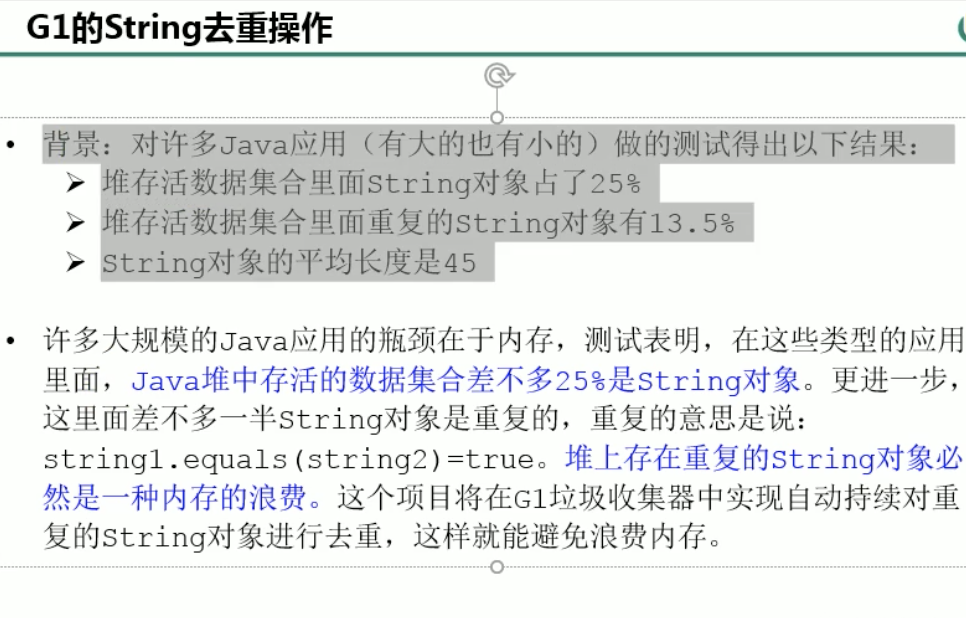 G1的String去重操作
• 背景：对许多Java应用（有大的也有小的）做的测试得出以下结果：
➢ 堆存活数据集合里面String对象占了25%
➢ 堆存活数据集合里面重复的String对象有13.5%
➢ String对象的平均长度是45
• 许多大规模的Java应用的瓶颈在于内存，测试表明，在这些类型的应用
里面，Java堆中存活的数据集合差不多25%是String对象。更进一步，
这里面差不多一半String对象是重复的，重复的意思是说：
string1.equals(string2)=true。堆上存在重复的String对象必
然是一种内存的浪费。这个项目将在G1垃圾收集器中实现自动持续对重
复的String对象进行去重，这样就能避免浪费内存。